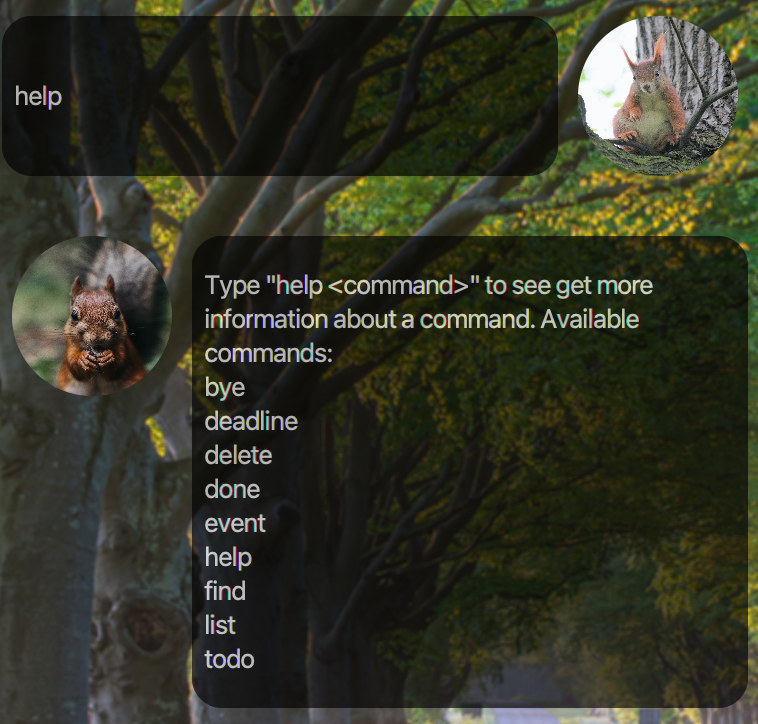 help
Type "help <command>" to see get more
information about a command. Available
commands:
bye
deadline
delete
done
event
help
find
list
todo